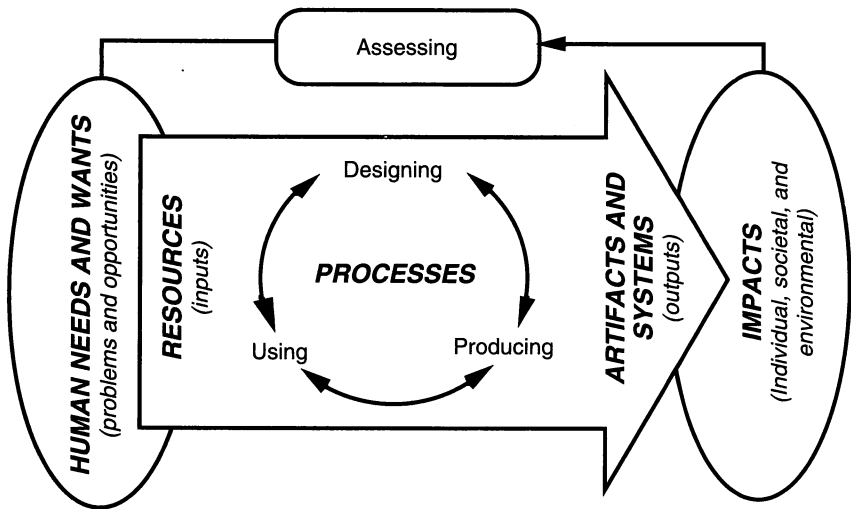 Assessing
HUMAN NEEDS AND WANTS
(problems and opportunities)
RESOURCES
(inputs)
Designing
PROCESSES
Using
Producing
ARTIFACTS AND
SYSTEMS
(outputs)
IMPACTS
(Individual, societal, and
environmental)